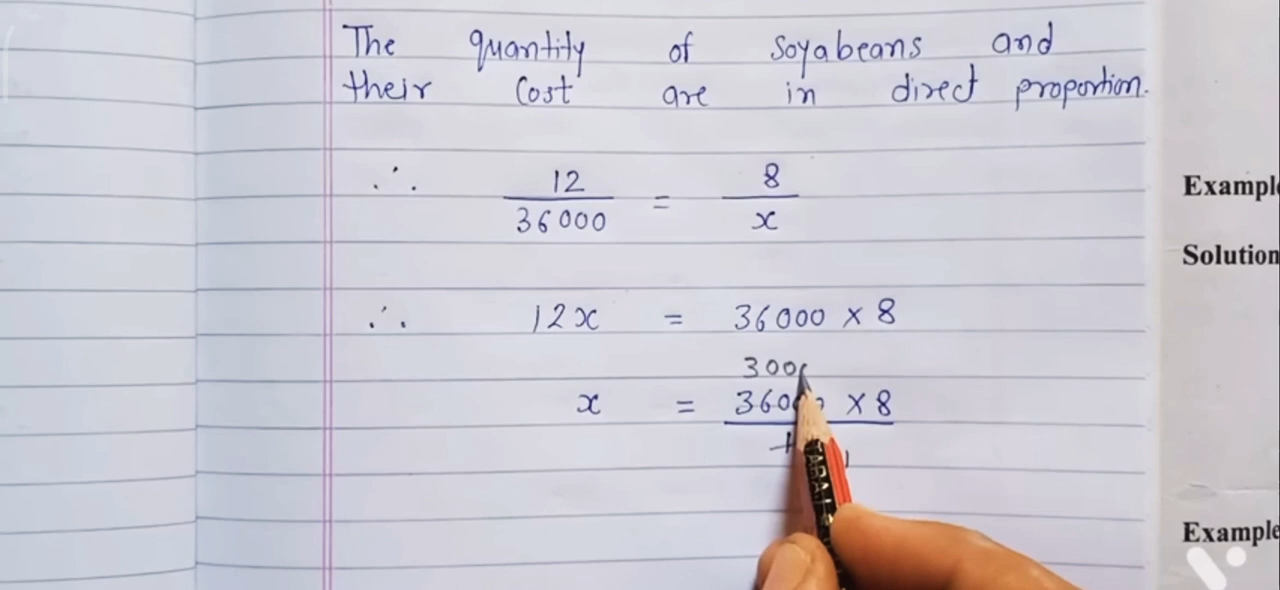 The quantity of soyabeans and
their cost are in direct proportion.
∴ 12/36000 = 8/x
∴ 12x = 36000 × 8
300
x = 360 × 8
Example
Solution
Example